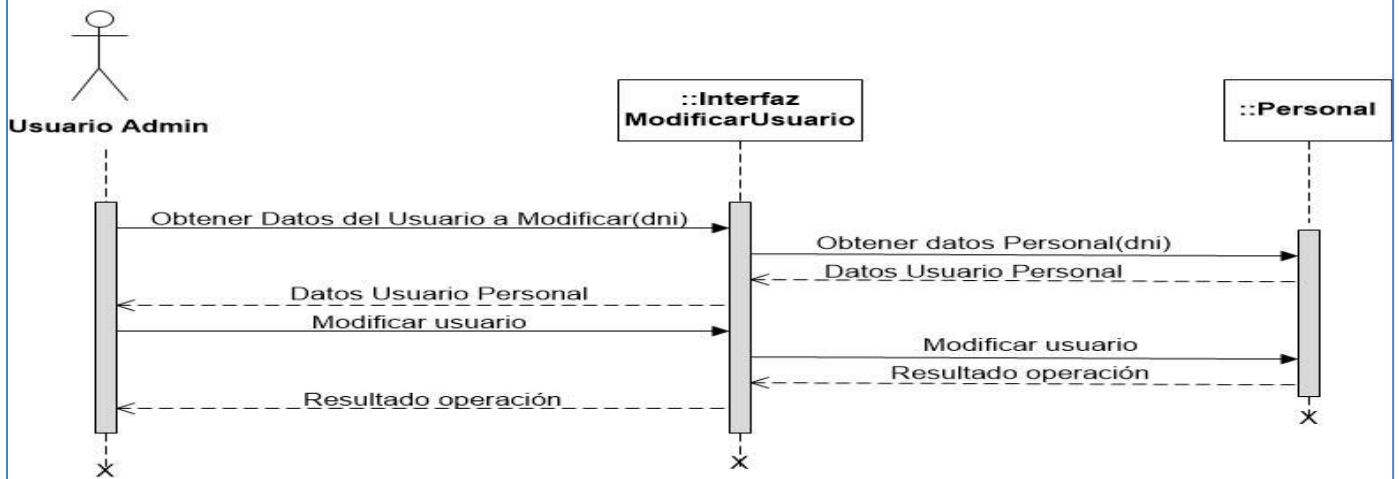 Usuario Admin
::Interfaz
ModificarUsuario
::Personal
Obtener Datos del Usuario a Modificar(dni)
Obtener datos Personal(dni)
Datos Usuario Personal
Datos Usuario Personal
Modificar usuario
Modificar usuario
Resultado operación
Resultado operación